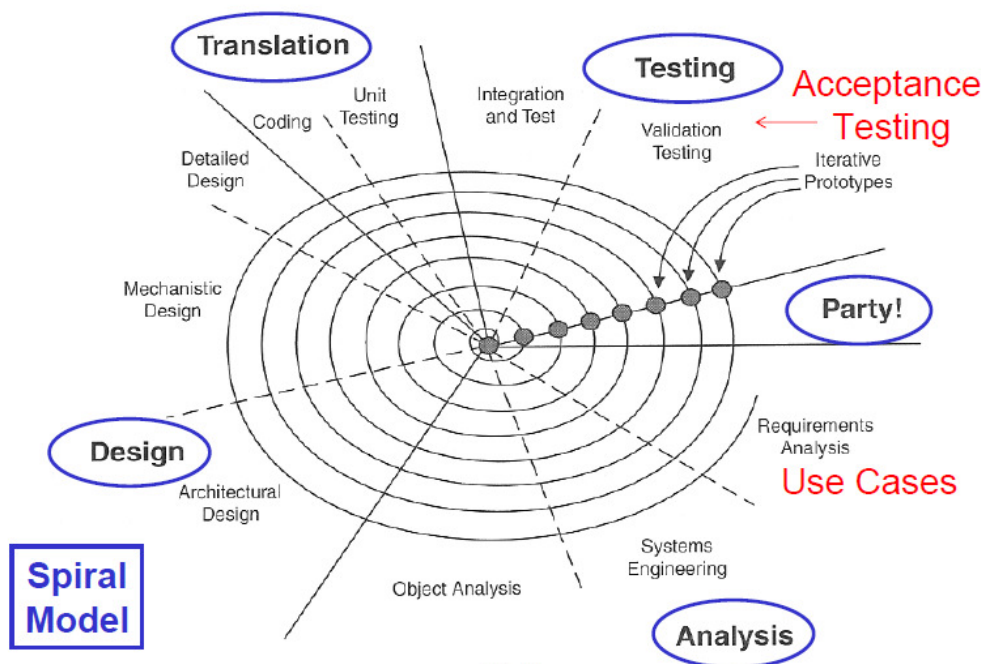 Translation
Testing
Acceptance
Testing
Unit
Testing
Integration
and Test
Coding
Validation
Testing
Detailed
Design
Iterative
Prototypes
Mechanistic
Design
Party!
Requirements
Analysis
Design
Use Cases
Architectural
Design
Systems
Engineering
Object Analysis
Spiral
Model
Analysis